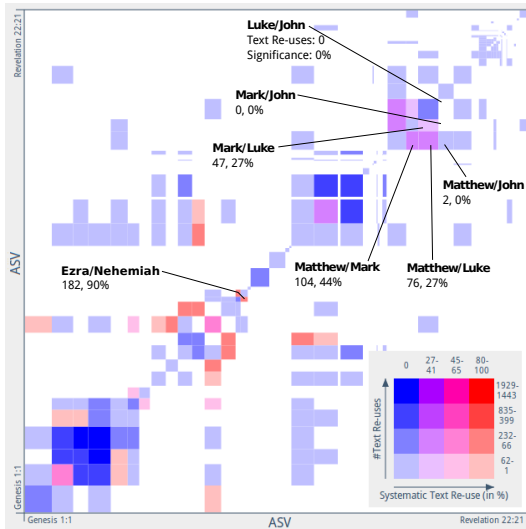 Revelation 22:21
ASV
Genesis 1:1
Luke/John
Text Re-uses: 0
Significance: 0%
Mark/John
0, 0%
Mark/Luke
47, 27%
Matthew/John
2, 0%
Ezra/Nehemiah
182, 90%
Matthew/Mark
104, 44%
Matthew/Luke
76, 27%
0
27-
41
45-
65
80-
100
#Text Re-uses
1929-
1443
835-
399
232-
66
62-
1
Systematic Text Re-use (in %)
Genesis 1:1
ASV
Revelation 22:21